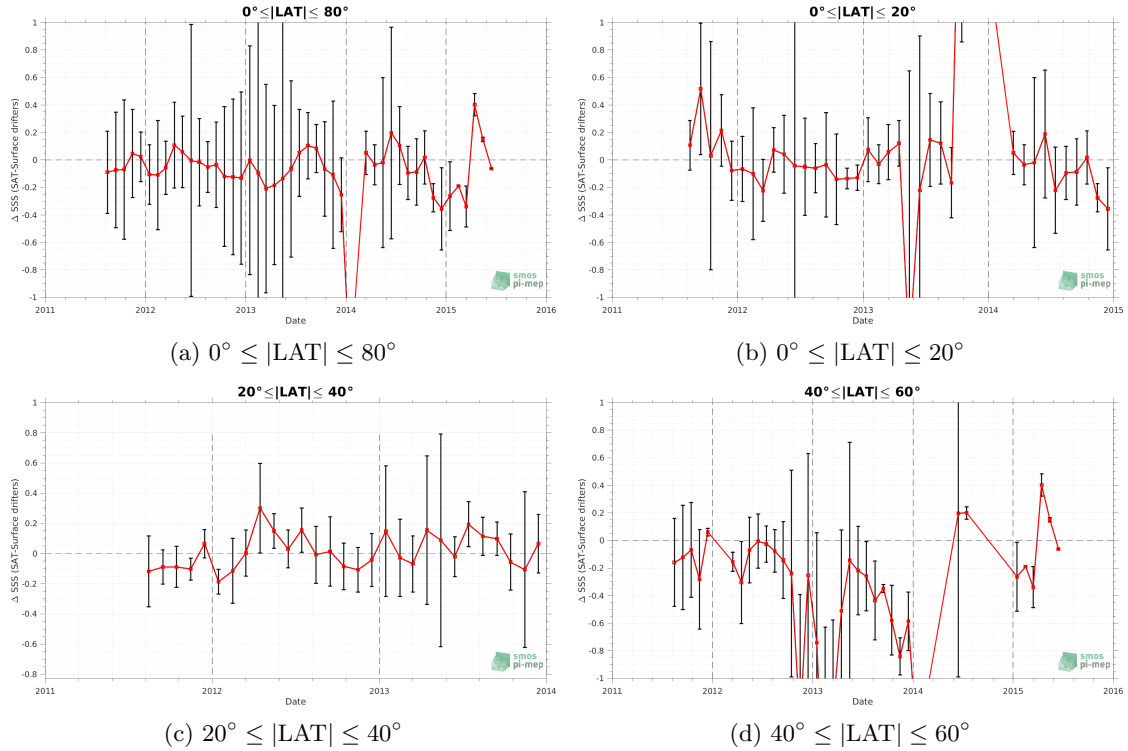 0°≤|LAT|≤ 80°
Δ SSS (SAT-Surface drifters)
1
0.8
0.6
0.4
0.2
0
-0.2
-0.4
-0.6
-0.8
-1
2011
2012
2013
2014
2015
2016
Date
smos
pi-mep
(a) 0° ≤ |LAT| ≤ 80°
0°≤|LAT|≤ 20°
Δ SSS (SAT-Surface drifters)
1
0.8
0.6
0.4
0.2
0
-0.2
-0.4
-0.6
-0.8
-1
2011
2012
2013
2014
2015
Date
smos
pi-mep
(b) 0° ≤ |LAT| ≤ 20°
20°≤|LAT|≤ 40°
Δ SSS (SAT-Surface drifters)
1
0.8
0.6
0.4
0.2
0
-0.2
-0.4
-0.6
-0.8
2011
2012
2013
2014
Date
smos
pi-mep
(c) 20° ≤ |LAT| ≤ 40°
40°≤|LAT|≤ 60°
Δ SSS (SAT-Surface drifters)
1
0.8
0.6
0.4
0.2
0
-0.2
-0.4
-0.6
-0.8
-1
2011
2012
2013
2014
2015
2016
Date
smos
pi-mep
(d) 40° ≤ |LAT| ≤ 60°